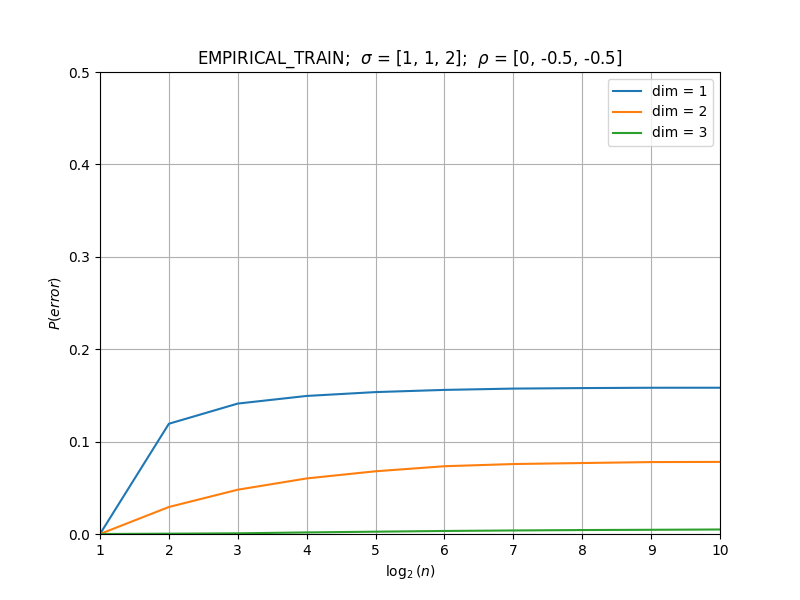 EMPIRICAL_TRAIN; σ = [1, 1, 2]; ρ = [0, -0.5, -0.5]
0.5
0.4
0.3
0.2
0.1
0.0
P(error)
dim = 1
dim = 2
dim = 3
1 2 3 4 5 6 7 8 9 10
log₂ (n)